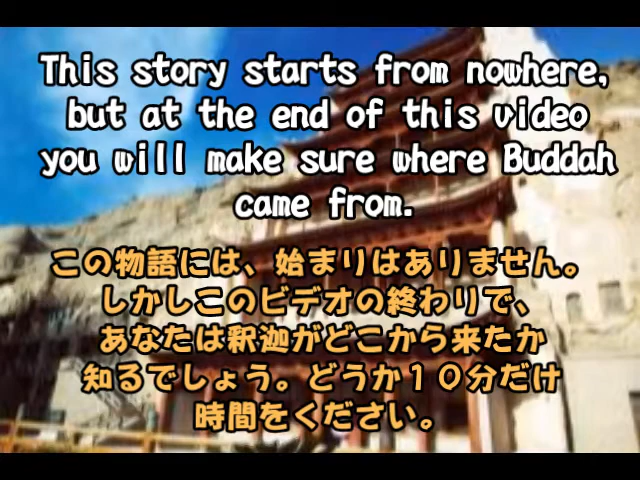 This story starts from nowhere,
but at the end of this video
you will make sure where Buddah
came from.
この物語には、始まりはありません。
しかしこのビデオの終わりで、
あなたは釈迦がどこから来たか
知るでしょう。どうか１０分だけ
時間をください。